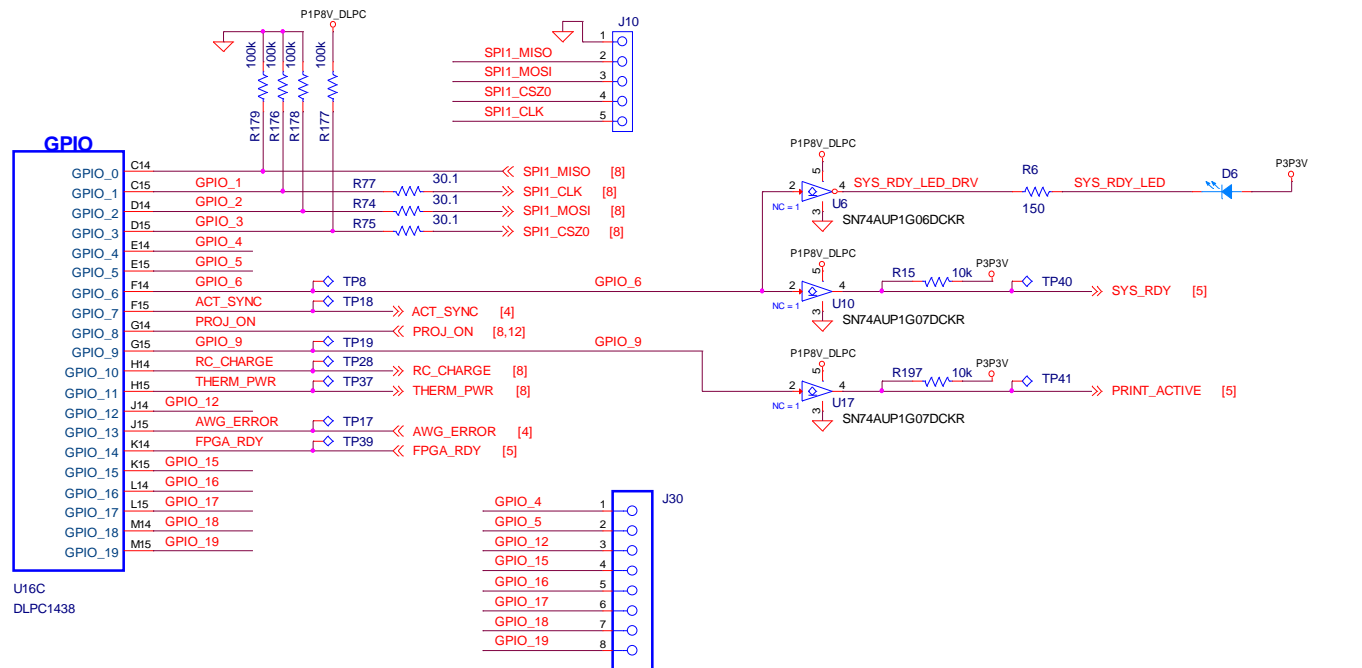 P1P8V_DLPC
100k
100k
100k
100k
R179
R176
R178
R177
J10
1
SPI1_MISO 2
SPI1_MOSI 3
SPI1_CSZ0 4
SPI1_CLK 5
GPIO
GPIO_0 C14 SPI1_MISO [8]
GPIO_1 C15 GPIO_1 R77 30.1 SPI1_CLK [8]
GPIO_2 D14 GPIO_2 R74 30.1 SPI1_MOSI [8]
GPIO_3 D15 GPIO_3 R75 30.1 SPI1_CSZ0 [8]
GPIO_4 E14 GPIO_4
GPIO_5 E15 GPIO_5
GPIO_6 F14 GPIO_6 TP8 GPIO_6
GPIO_7 F15 ACT_SYNC TP18 ACT_SYNC [4]
GPIO_8 G14 PROJ_ON PROJ_ON [8,12]
GPIO_9 G15 GPIO_9 TP19 GPIO_9
GPIO_10 H14 RC_CHARGE TP28 RC_CHARGE [8]
GPIO_11 H15 THERM_PWR TP37 THERM_PWR [8]
GPIO_12 J14 GPIO_12
GPIO_13 J15 AWG_ERROR TP17 AWG_ERROR [4]
GPIO_14 K14 FPGA_RDY TP39 FPGA_RDY [5]
GPIO_15 K15 GPIO_15
GPIO_16 L14 GPIO_16
GPIO_17 L15 GPIO_17
GPIO_18 M14 GPIO_18
GPIO_19 M15 GPIO_19
U16C
DLPC1438
P1P8V_DLPC
5
2 4 SYS_RDY_LED_DRV R6 SYS_RDY_LED D6 P3P3V
NC = 1 3 U6 150
SN74AUP1G06DCKR
P1P8V_DLPC
5 R15 10k P3P3V TP40
2 4 SYS_RDY [5]
NC = 1 3 U10
SN74AUP1G07DCKR
P1P8V_DLPC
5 R197 10k P3P3V TP41
2 4 PRINT_ACTIVE [5]
NC = 1 3 U17
SN74AUP1G07DCKR
J30
GPIO_4 1
GPIO_5 2
GPIO_12 3
GPIO_15 4
GPIO_16 5
GPIO_17 6
GPIO_18 7
GPIO_19 8